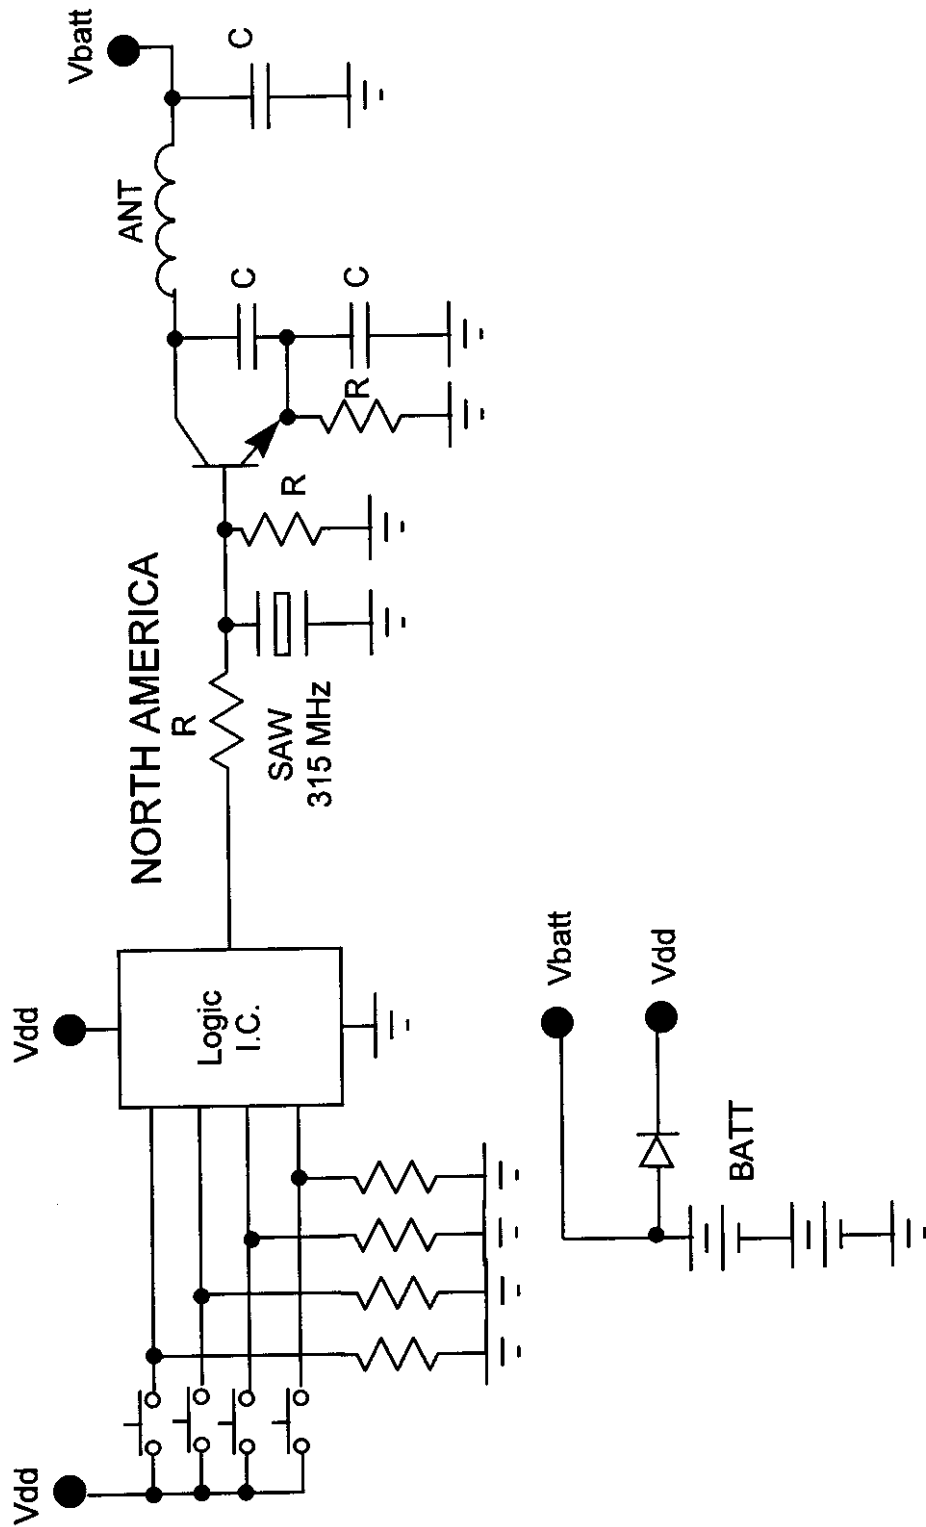 Vdd
Vdd
Logic
I.C.
NORTH AMERICA
R
SAW
315 MHz
R
R
C
C
ANT
Vbatt
C
BATT
Vbatt
Vdd